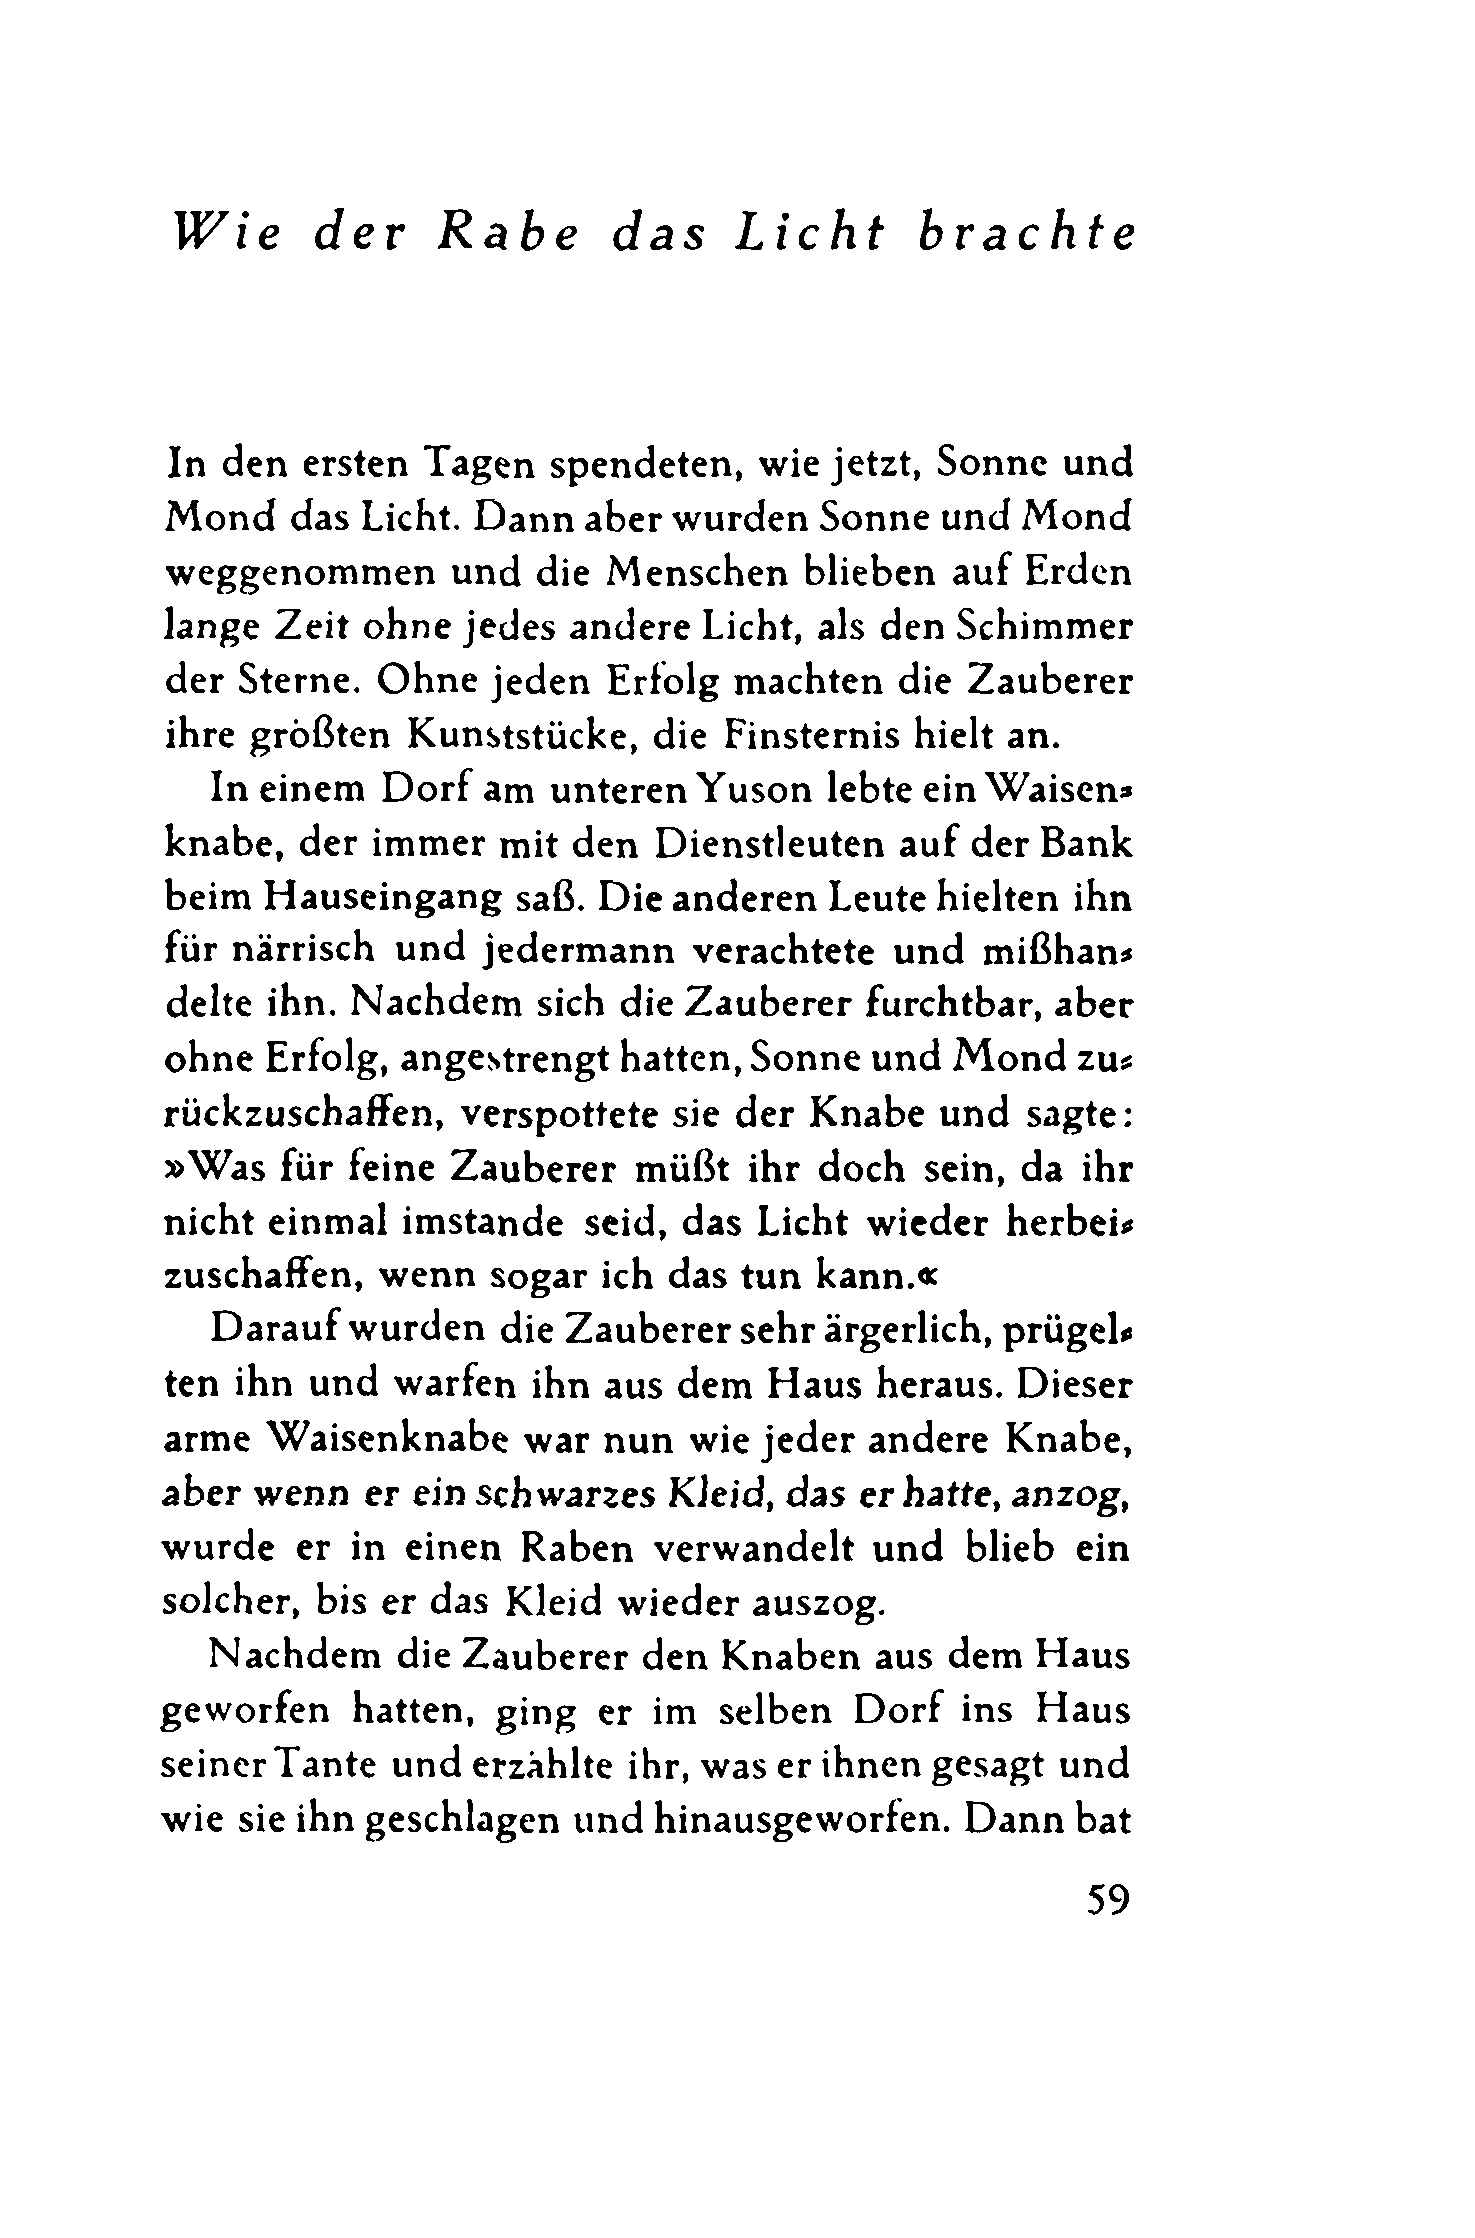 Wie der Rabe das Licht brachte
In den ersten Tagen spendeten, wie jetzt, Sonne und
Mond das Licht. Dann aber wurden Sonne und Mond
weggenommen und die Menschen blieben auf Erden
lange Zeit ohne jedes andere Licht, als den Schimmer
der Sterne. Ohne jeden Erfolg machten die Zauberer
ihre größten Kunststücke, die Finsternis hielt an.
In einem Dorf am unteren Yuson lebte ein Waisen-
knabe, der immer mit den Dienstleuten auf der Bank
beim Hauseingang saß. Die anderen Leute hielten ihn
für närrisch und jedermann verachtete und mißhan-
delte ihn. Nachdem sich die Zauberer furchtbar, aber
ohne Erfolg, angestrengt hatten, Sonne und Mond zu-
rückzuschaffen, verspottete sie der Knabe und sagte:
»Was für feine Zauberer müßt ihr doch sein, da ihr
nicht einmal imstande seid, das Licht wieder herbei-
zuschaffen, wenn sogar ich das tun kann.«
Darauf wurden die Zauberer sehr ärgerlich, prügel-
ten ihn und warfen ihn aus dem Haus heraus. Dieser
arme Waisenknabe war nun wie jeder andere Knabe,
aber wenn er ein schwarzes Kleid, das er hatte, anzog,
wurde er in einen Raben verwandelt und blieb ein
solcher, bis er das Kleid wieder auszog.
Nachdem die Zauberer den Knaben aus dem Haus
geworfen hatten, ging er im selben Dorf ins Haus
seiner Tante und erzählte ihr, was er ihnen gesagt und
wie sie ihn geschlagen und hinausgeworfen. Dann bat
59